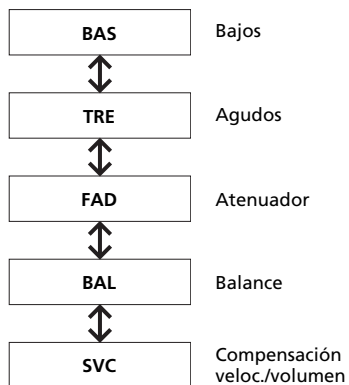 BAS Bajos
TRE Agudos
FAD Atenuador
BAL Balance
SVC Compensación
veloc./volumen